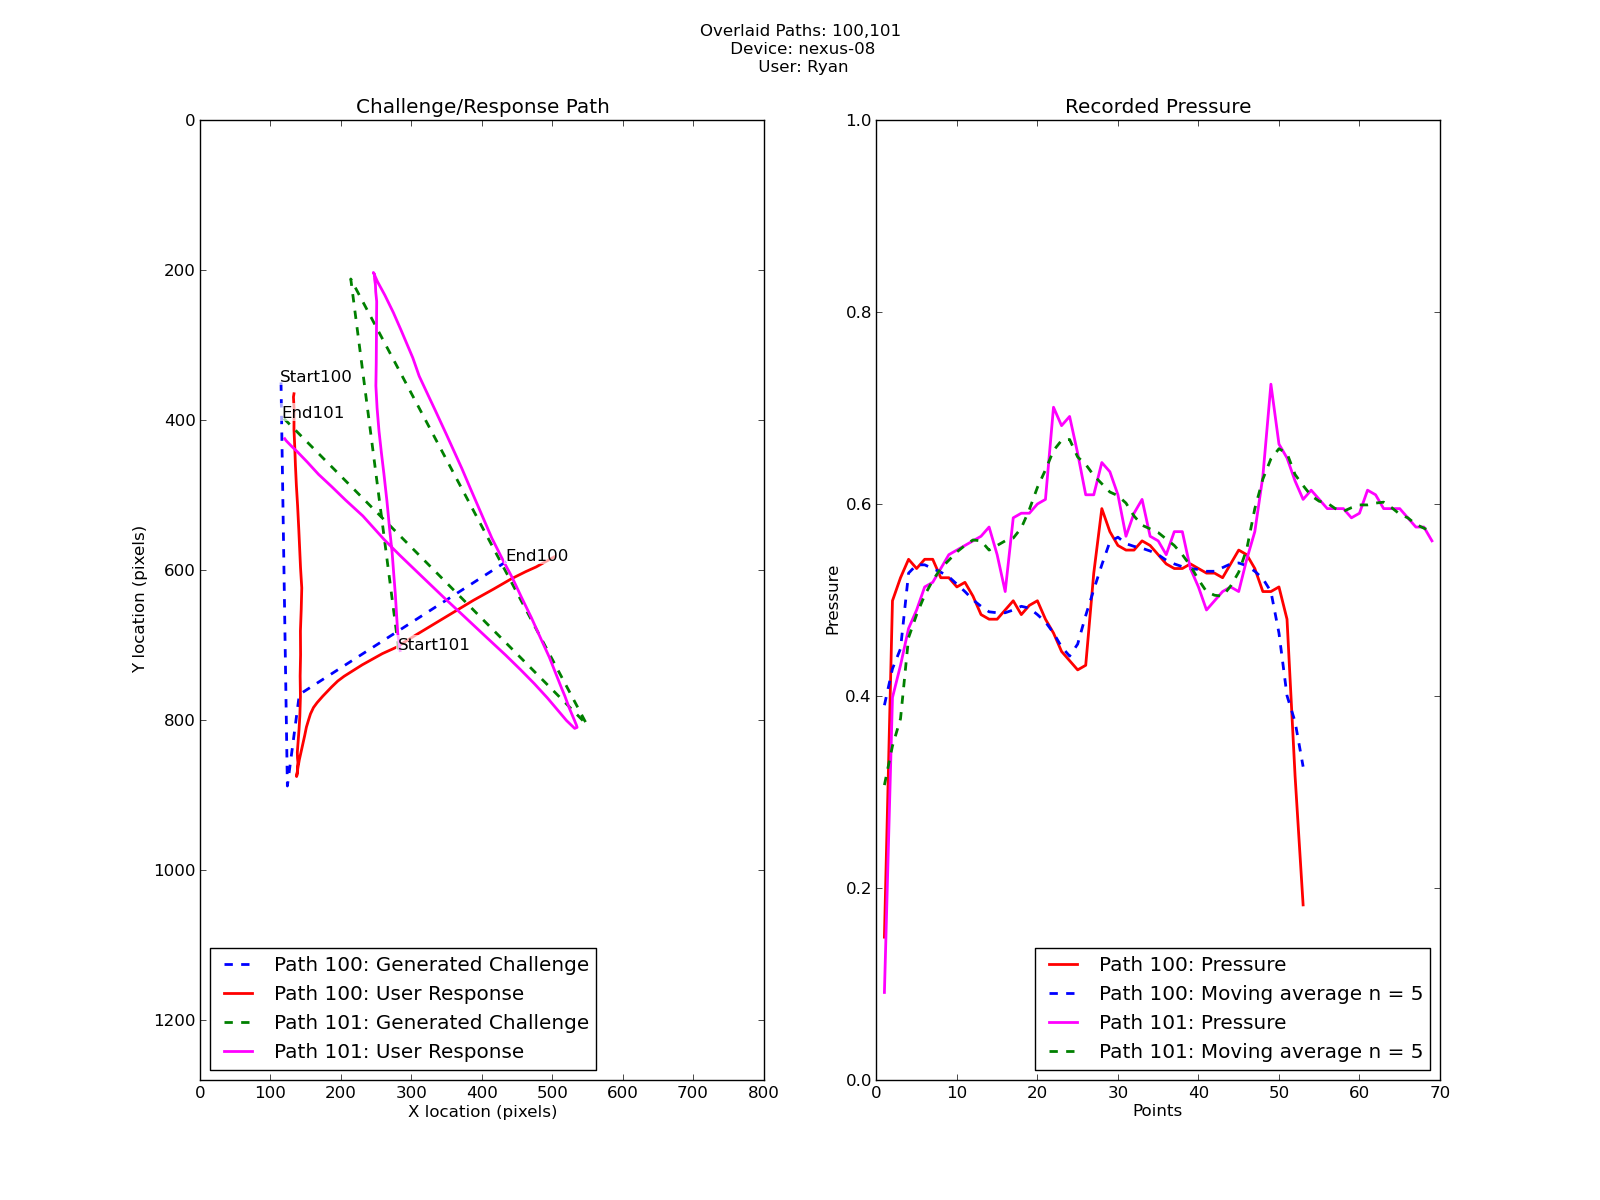 Overlaid Paths: 100,101
Device: nexus-08
User: Ryan
Challenge/Response Path
0
200
400
600
800
1000
1200
Y location (pixels)
Start100
End101
End100
Start101
Path 100: Generated Challenge
Path 100: User Response
Path 101: Generated Challenge
Path 101: User Response
0 100 200 300 400 500 600 700 800
X location (pixels)
Recorded Pressure
1.0
0.8
0.6
0.4
0.2
0.0
Pressure
Path 100: Pressure
Path 100: Moving average n = 5
Path 101: Pressure
Path 101: Moving average n = 5
0 10 20 30 40 50 60 70
Points